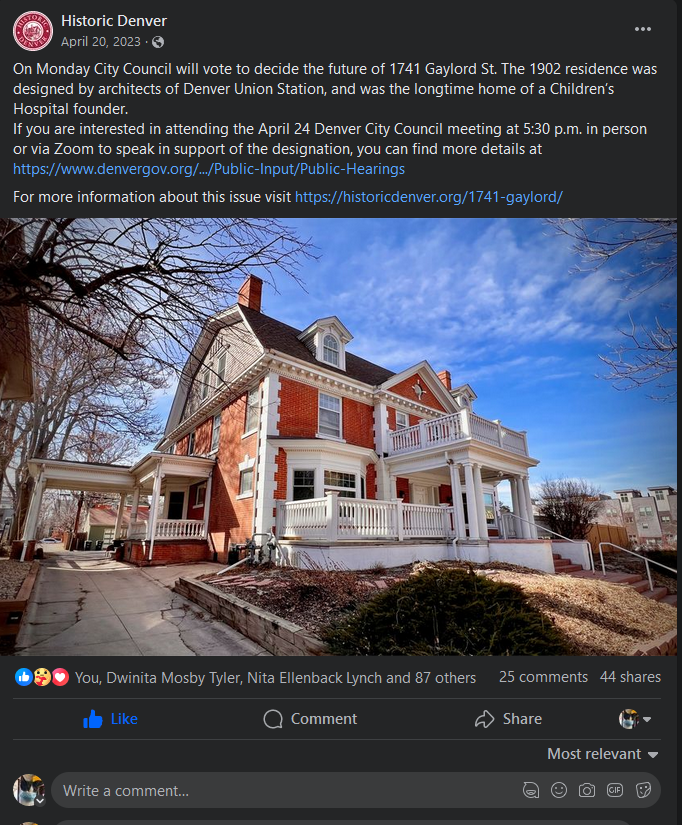 Historic Denver
April 20, 2023 ·
On Monday City Council will vote to decide the future of 1741 Gaylord St. The 1902 residence was
designed by architects of Denver Union Station, and was the longtime home of a Children's
Hospital founder.
If you are interested in attending the April 24 Denver City Council meeting at 5:30 p.m. in person
or via Zoom to speak in support of the designation, you can find more details at
https://www.denvergov.org/.../Public-Input/Public-Hearings
For more information about this issue visit https://historicdenver.org/1741-gaylord/
You, Dwinita Mosby Tyler, Nita Ellenback Lynch and 87 others 25 comments 44 shares
Like Comment Share
Most relevant
Write a comment...
GIF